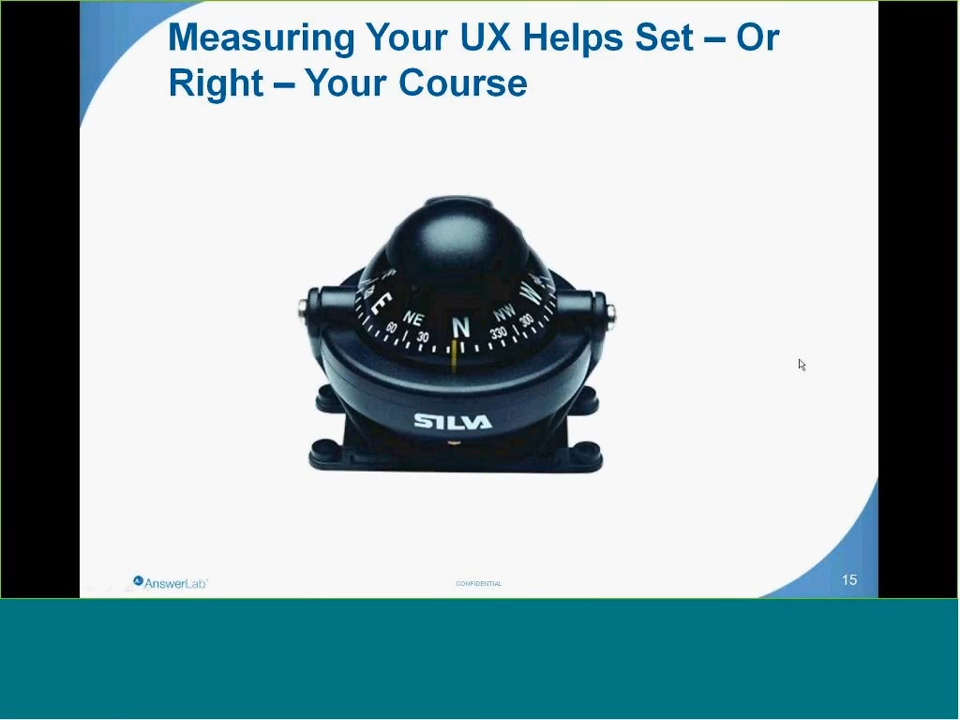 Measuring Your UX Helps Set – Or
Right – Your Course
E
NE
N
NW
W
60
30
330
300
SILVA
AnswerLab
CONFIDENTIAL
15